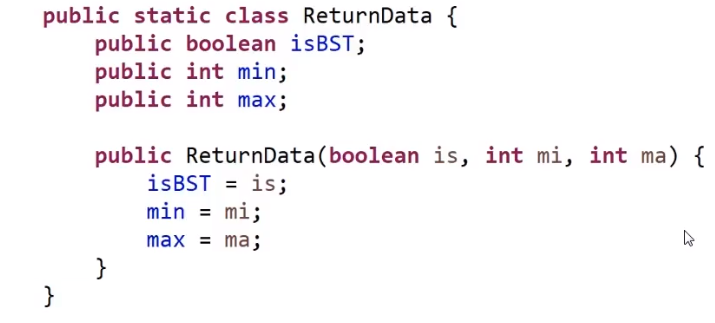 public static class ReturnData {
    public boolean isBST;
    public int min;
    public int max;

    public ReturnData(boolean is, int mi, int ma) {
        isBST = is;
        min = mi;
        max = ma;
    }
}